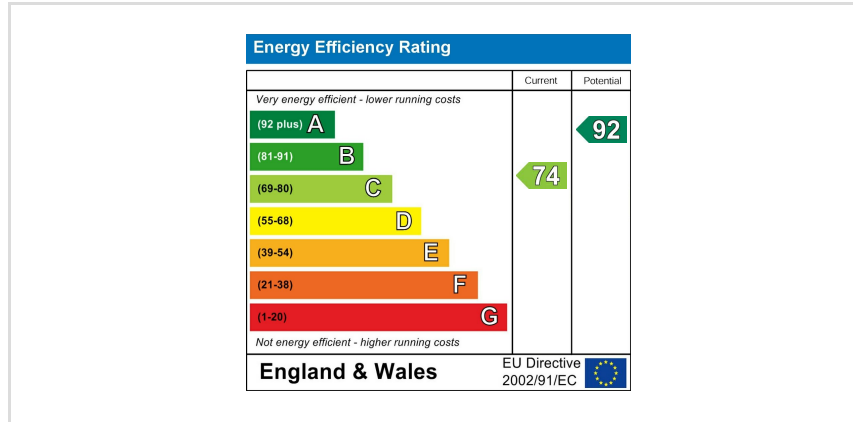 Energy Efficiency Rating
Current Potential
Very energy efficient - lower running costs
(92 plus) A
92
(81-91) B
(69-80) C
74
(55-68) D
(39-54) E
(21-38) F
(1-20) G
Not energy efficient - higher running costs
England & Wales
EU Directive
2002/91/EC